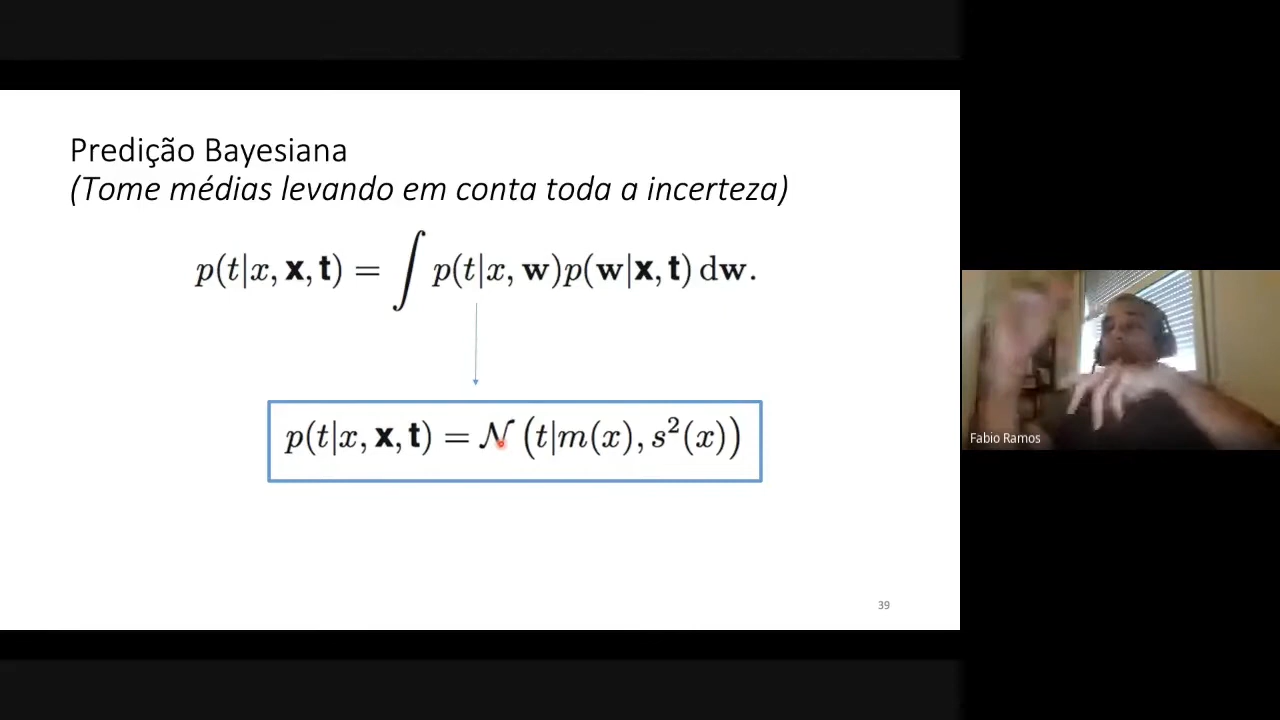 Predição Bayesiana
(Tome médias levando em conta toda a incerteza)
p(t|x, 𝐱, 𝐭) = ∫ p(t|x, 𝐰)p(𝐰|𝐱, 𝐭) d𝐰.
p(t|x, 𝐱, 𝐭) = 𝒩 (t|m(x), s²(x))
39
Fabio Ramos